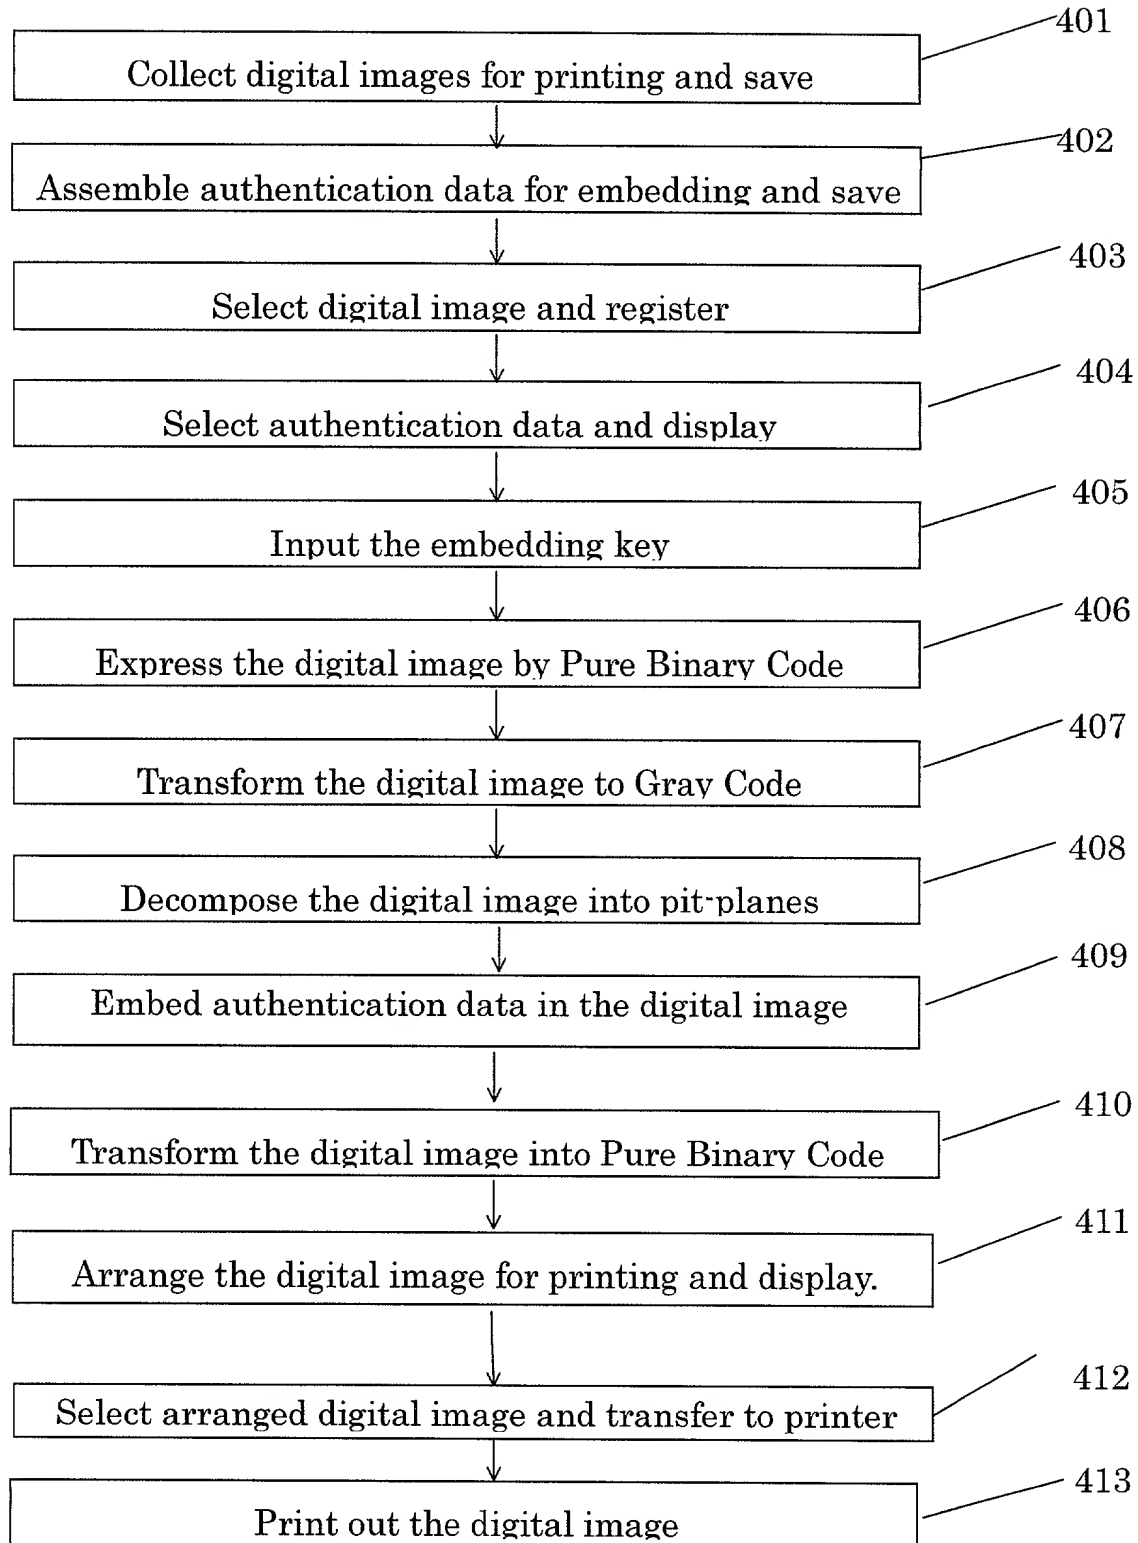 401
Collect digital images for printing and save
402
Assemble authentication data for embedding and save
403
Select digital image and register
404
Select authentication data and display
405
Input the embedding key
406
Express the digital image by Pure Binary Code
407
Transform the digital image to Gray Code
408
Decompose the digital image into pit-planes
409
Embed authentication data in the digital image
410
Transform the digital image into Pure Binary Code
411
Arrange the digital image for printing and display.
412
Select arranged digital image and transfer to printer
413
Print out the digital image